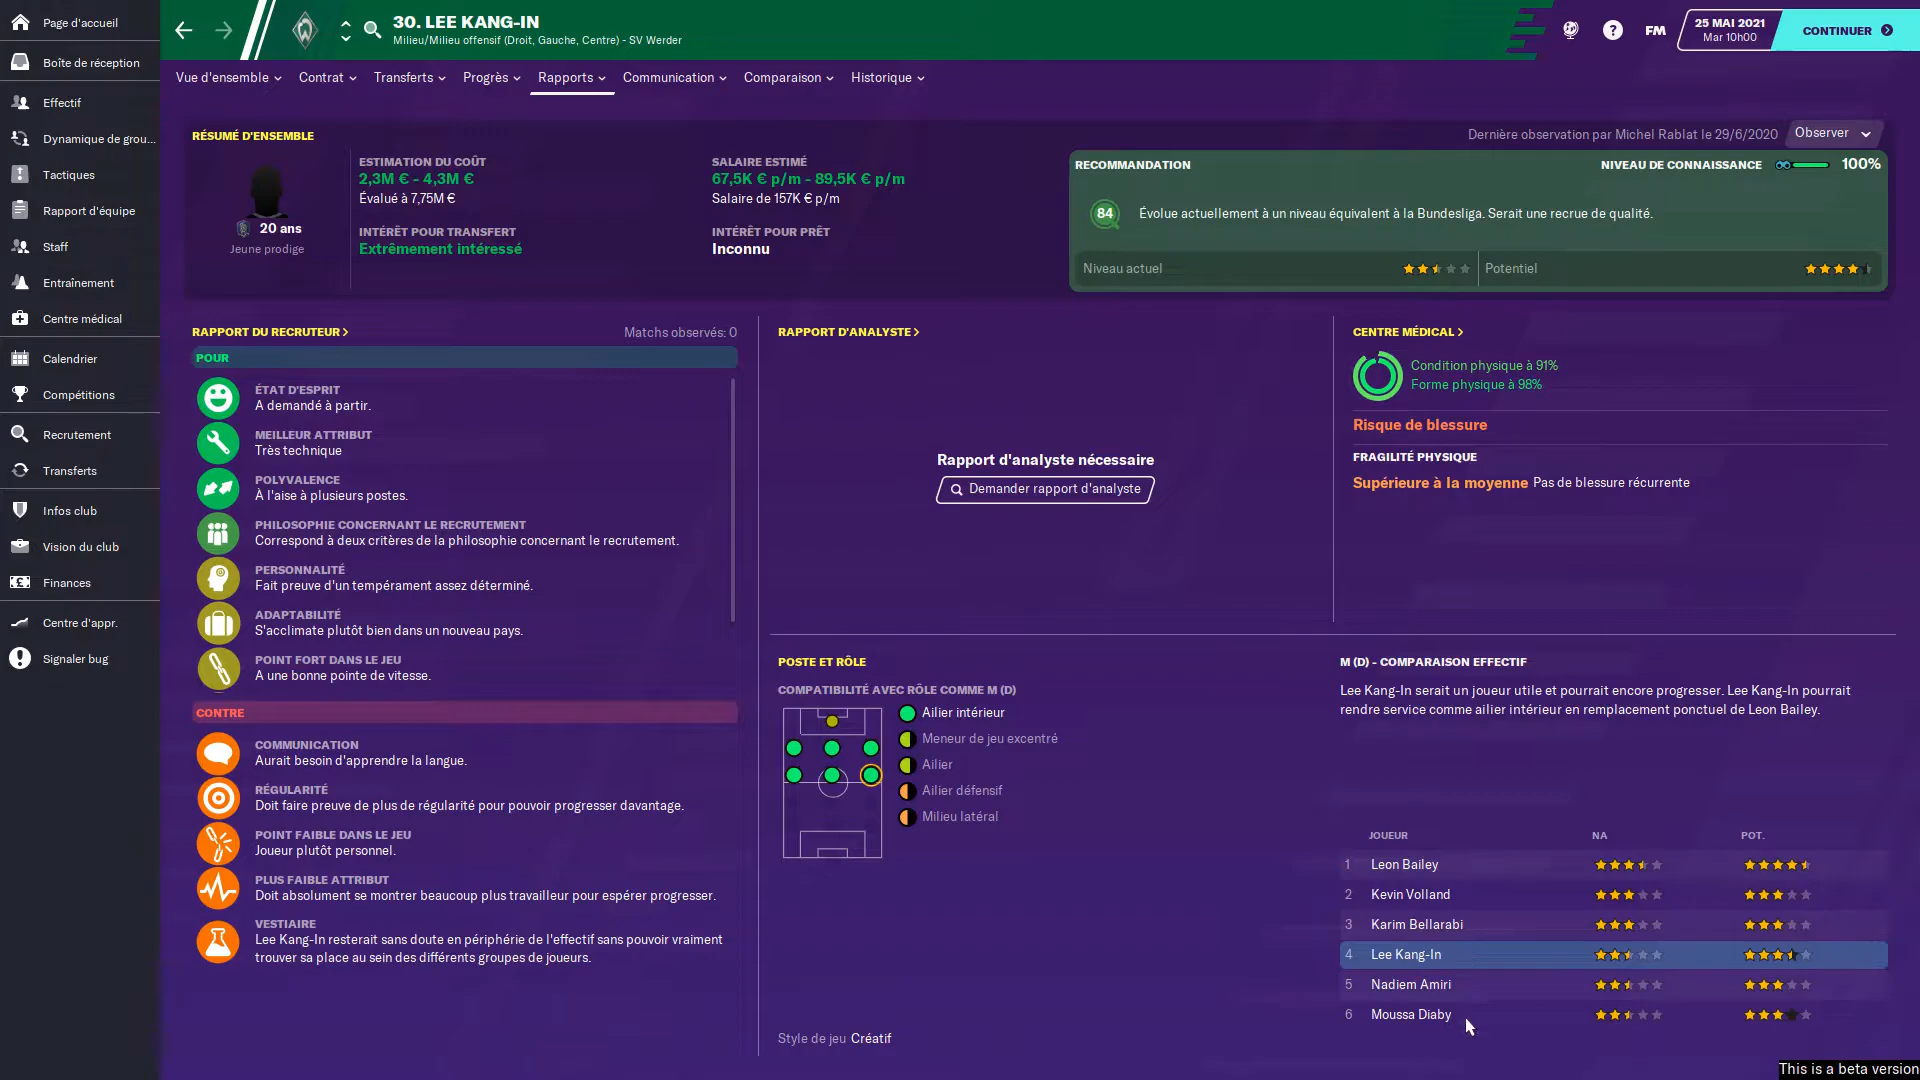 Page d'accueil
Boîte de réception
Effectif
Dynamique de grou...
Tactiques
Rapport d'équipe
Staff
Entraînement
Centre médical
Calendrier
Compétitions
Recrutement
Transferts
Infos club
Vision du club
Finances
Centre d'appr.
Signaler bug
30. LEE KANG-IN
Milieu/Milieu offensif (Droit, Gauche, Centre) - SV Werder
FM
25 MAI 2021
Mar 10h00
CONTINUER
Vue d'ensemble Contrat Transferts Progrès Rapports Communication Comparaison Historique
RÉSUMÉ D'ENSEMBLE
Dernière observation par Michel Rablat le 29/6/2020 Observer
20 ans
Jeune prodige
ESTIMATION DU COÛT
2,3M € - 4,3M €
Évalué à 7,75M €
INTÉRÊT POUR TRANSFERT
Extrêmement intéressé
SALAIRE ESTIMÉ
67,5K € p/m - 89,5K € p/m
Salaire de 157K € p/m
INTÉRÊT POUR PRÊT
Inconnu
RECOMMANDATION NIVEAU DE CONNAISSANCE 100%
84 Évolue actuellement à un niveau équivalent à la Bundesliga. Serait une recrue de qualité.
Niveau actuel Potentiel
RAPPORT DU RECRUTEUR > Matchs observés: 0
POUR
ÉTAT D'ESPRIT
A demandé à partir.
MEILLEUR ATTRIBUT
Très technique
POLYVALENCE
À l'aise à plusieurs postes.
PHILOSOPHIE CONCERNANT LE RECRUTEMENT
Correspond à deux critères de la philosophie concernant le recrutement.
PERSONNALITÉ
Fait preuve d'un tempérament assez déterminé.
ADAPTABILITÉ
S'acclimate plutôt bien dans un nouveau pays.
POINT FORT DANS LE JEU
A une bonne pointe de vitesse.
CONTRE
COMMUNICATION
Aurait besoin d'apprendre la langue.
RÉGULARITÉ
Doit faire preuve de plus de régularité pour pouvoir progresser davantage.
POINT FAIBLE DANS LE JEU
Joueur plutôt personnel.
PLUS FAIBLE ATTRIBUT
Doit absolument se montrer beaucoup plus travailleur pour espérer progresser.
VESTIAIRE
Lee Kang-In resterait sans doute en périphérie de l'effectif sans pouvoir vraiment
trouver sa place au sein des différents groupes de joueurs.
RAPPORT D'ANALYSTE >
Rapport d'analyste nécessaire
Demander rapport d'analyste
CENTRE MÉDICAL >
Condition physique à 91%
Forme physique à 98%
Risque de blessure
FRAGILITÉ PHYSIQUE
Supérieure à la moyenne Pas de blessure récurrente
POSTE ET RÔLE
COMPATIBILITÉ AVEC RÔLE COMME M (D)
Ailier intérieur
Meneur de jeu excentré
Ailier
Ailier défensif
Milieu latéral
Style de jeu Créatif
M (D) - COMPARAISON EFFECTIF
Lee Kang-In serait un joueur utile et pourrait encore progresser. Lee Kang-In pourrait
rendre service comme ailier intérieur en remplacement ponctuel de Leon Bailey.
JOUEUR NA POT.
1 Leon Bailey
2 Kevin Volland
3 Karim Bellarabi
4 Lee Kang-In
5 Nadiem Amiri
6 Moussa Diaby
This is a beta version